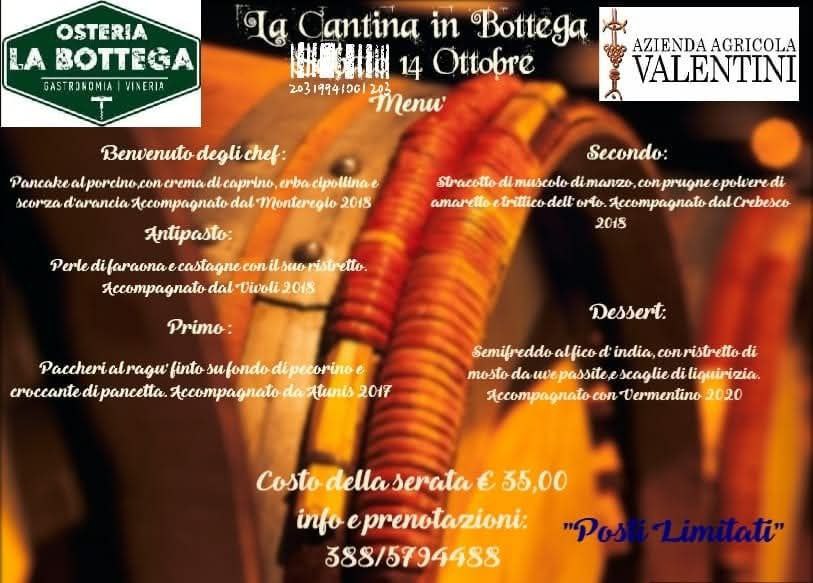 OSTERIA
LA BOTTEGA
GASTRONOMIA | VINERIA
La Cantina in Bottega
14 Ottobre
20319941001203
Menu'
AZIENDA AGRICOLA
VALENTINI
Benvenuto degli chef:
Pancake al porcino,con crema di caprino, erba cipollina e
scorza d'arancia Accompagnato dal Monteregio 2018
Antipasto:
Perle di faraona e castagne con il suo ristretto.
Accompagnato dal Vivoli 2018
Primo :
Paccheri al ragu' finto su fondo di pecorino e
croccante di pancetta. Accompagnato da Atunis 2017
Secondo:
Stracotto di muscolo di manzo, con prugne e polvere di
amaretto e trittico dell' orto. Accompagnato dal Crebesco
2018
Dessert:
Semifreddo al fico d' india, con ristretto di
mosto da uve passite,e scaglie di liquirizia.
Accompagnato con Vermentino 2020
Costo della serata € 35,00
info e prenotazioni:
388/5794488
"Posti Limitati"